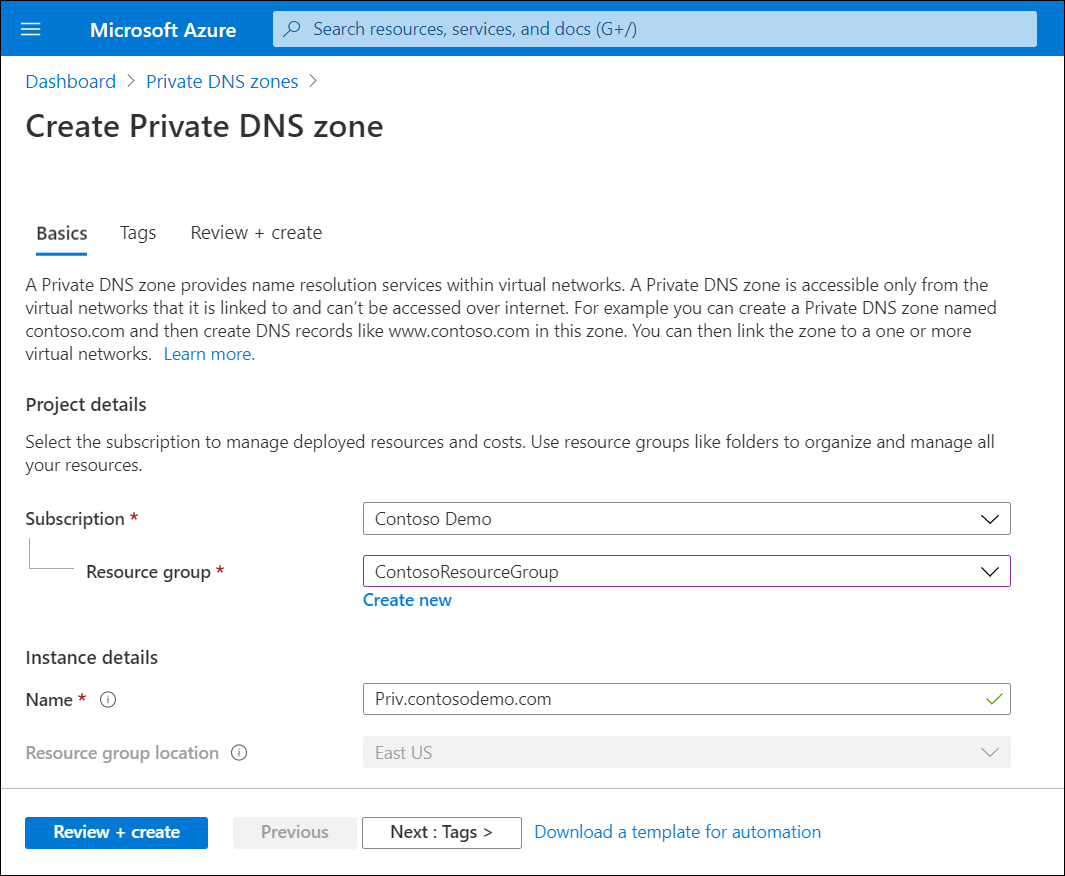 Microsoft Azure
Search resources, services, and docs (G+/)
Dashboard > Private DNS zones >
Create Private DNS zone
Basics Tags Review + create
A Private DNS zone provides name resolution services within virtual networks. A Private DNS zone is accessible only from the
virtual networks that it is linked to and can’t be accessed over internet. For example you can create a Private DNS zone named
contoso.com and then create DNS records like www.contoso.com in this zone. You can then link the zone to a one or more
virtual networks. Learn more.
Project details
Select the subscription to manage deployed resources and costs. Use resource groups like folders to organize and manage all
your resources.
Subscription * Contoso Demo
Resource group * ContosoResourceGroup
Create new
Instance details
Name * Priv.contosodemo.com
Resource group location East US
Review + create Previous Next : Tags > Download a template for automation